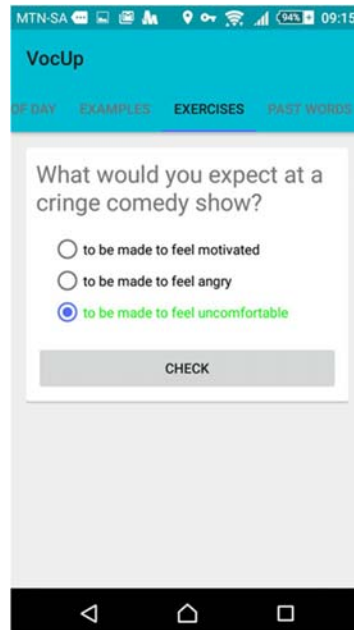 MTN-SA 94% 09:15
VocUp
OF DAY EXAMPLES EXERCISES PAST WORDS
What would you expect at a
cringe comedy show?
to be made to feel motivated
to be made to feel angry
to be made to feel uncomfortable
CHECK